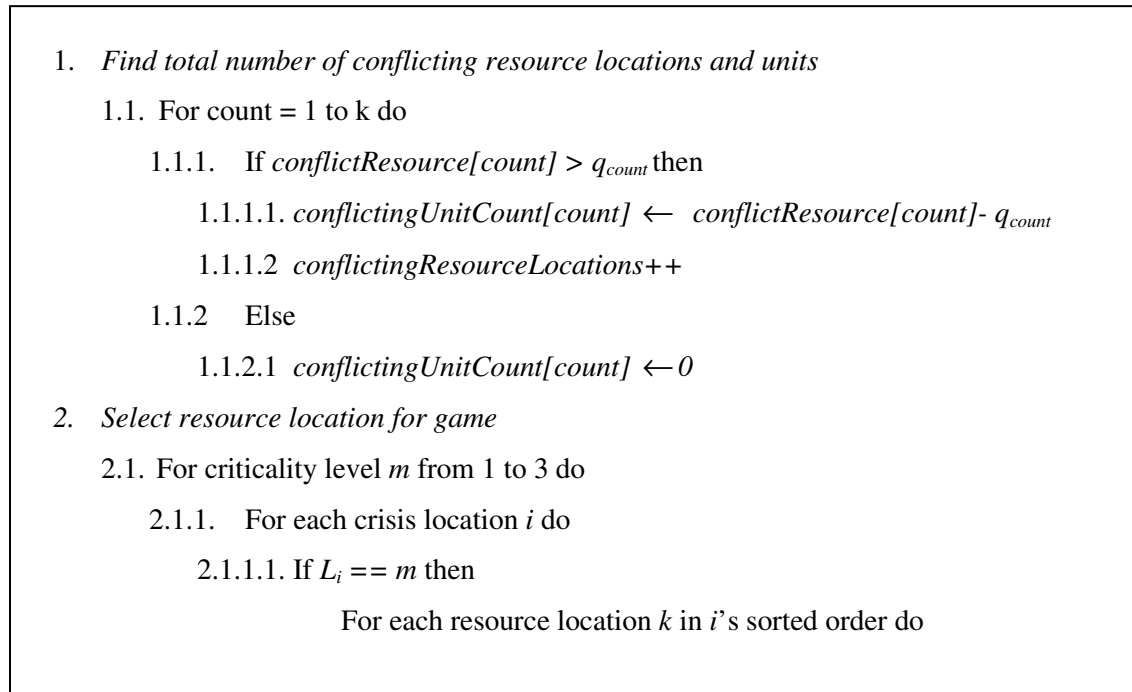 1. Find total number of conflicting resource locations and units
1.1. For count = 1 to k do
1.1.1. If conflictResource[count] > q_count then
1.1.1.1. conflictingUnitCount[count] ← conflictResource[count]- q_count
1.1.1.2 conflictingResourceLocations++
1.1.2 Else
1.1.2.1 conflictingUnitCount[count] ←0
2. Select resource location for game
2.1. For criticality level m from 1 to 3 do
2.1.1. For each crisis location i do
2.1.1.1. If L_i == m then
For each resource location k in i’s sorted order do